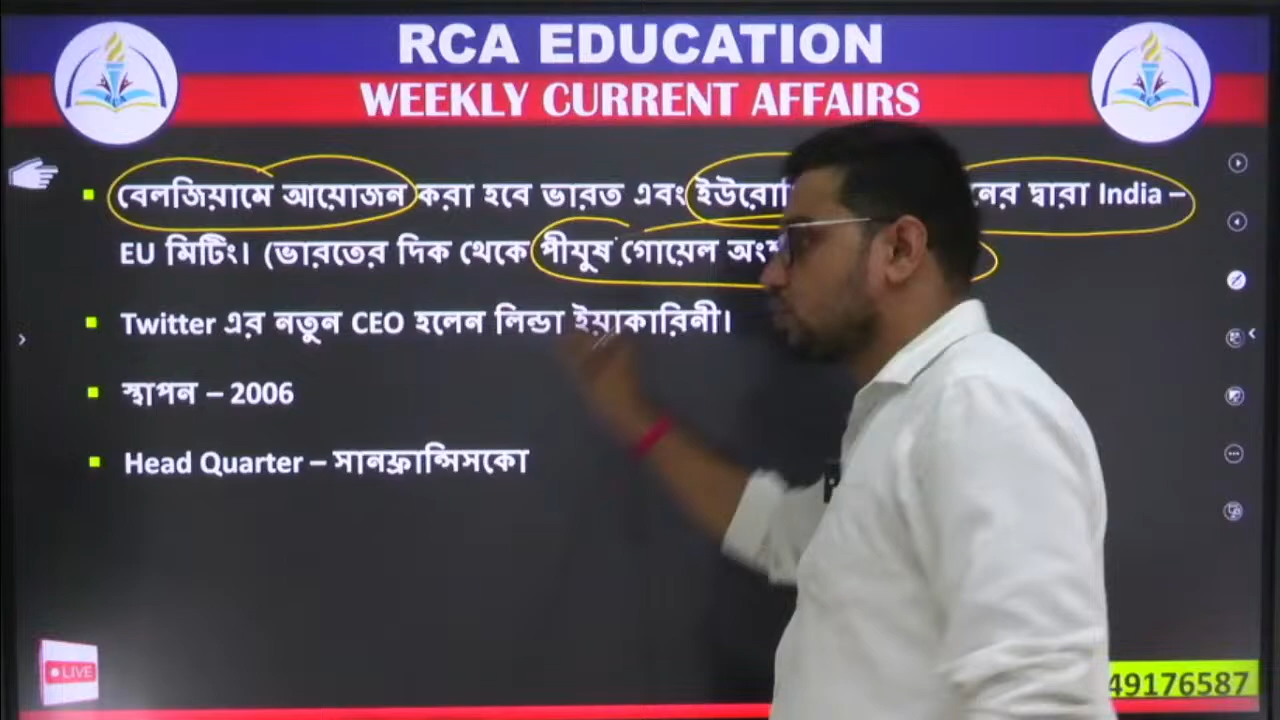 RCA EDUCATION
WEEKLY CURRENT AFFAIRS
বেলজিয়ামে আয়োজন করা হবে ভারত এবং দ্বারা India –
EU মিটিং। (ভারতের দিক থেকে পীযুষ গোয়েল
Twitter এর নতুন CEO হলেন লিন্ডা ইয়াকারিনী।
স্থাপন – 2006
Head Quarter – সানফ্রান্সিসকো
LIVE
49176587